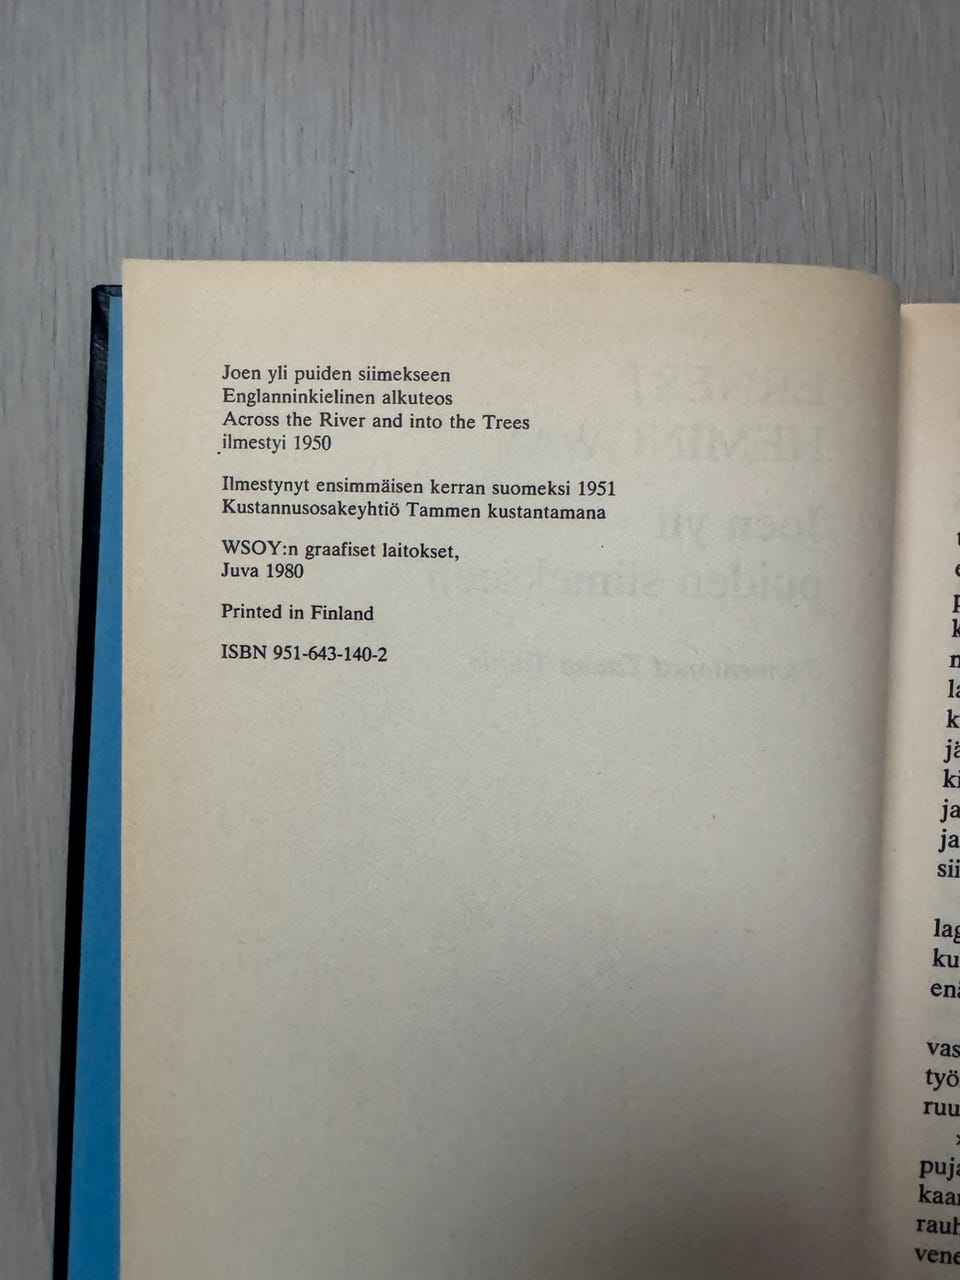 Joen yli puiden siimekseen
Englanninkielinen alkuteos
Across the River and into the Trees
ilmestyi 1950
Ilmestynyt ensimmäisen kerran suomeksi 1951
Kustannusosakeyhtiö Tammen kustantamana
WSOY:n graafiset laitokset,
Juva 1980
Printed in Finland
ISBN 951-643-140-2